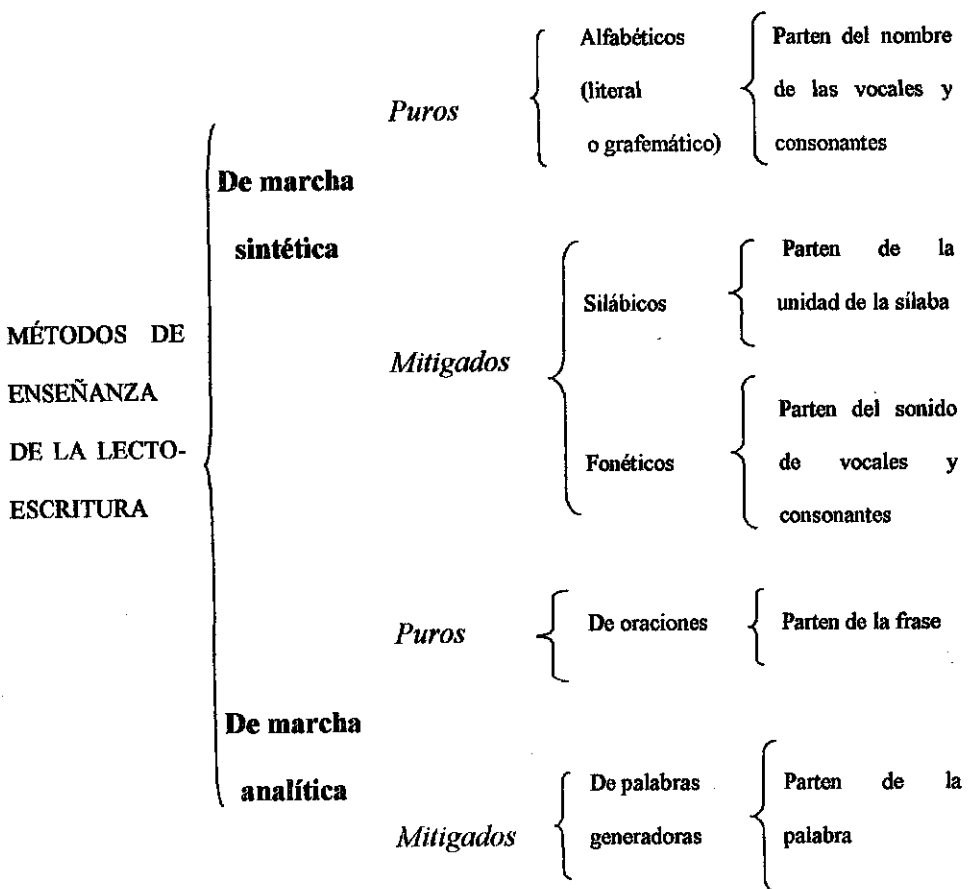 MÉTODOS DE
ENSEÑANZA
DE LA LECTO-
ESCRITURA
De marcha
sintética
Puros
Alfabéticos
(literal
o grafemático)
Parten del nombre
de las vocales y
consonantes
Mitigados
Silábicos
Parten de la
unidad de la sílaba
Fonéticos
Parten del sonido
de vocales y
consonantes
De marcha
analítica
Puros
De oraciones
Parten de la frase
Mitigados
De palabras
generadoras
Parten de la
palabra